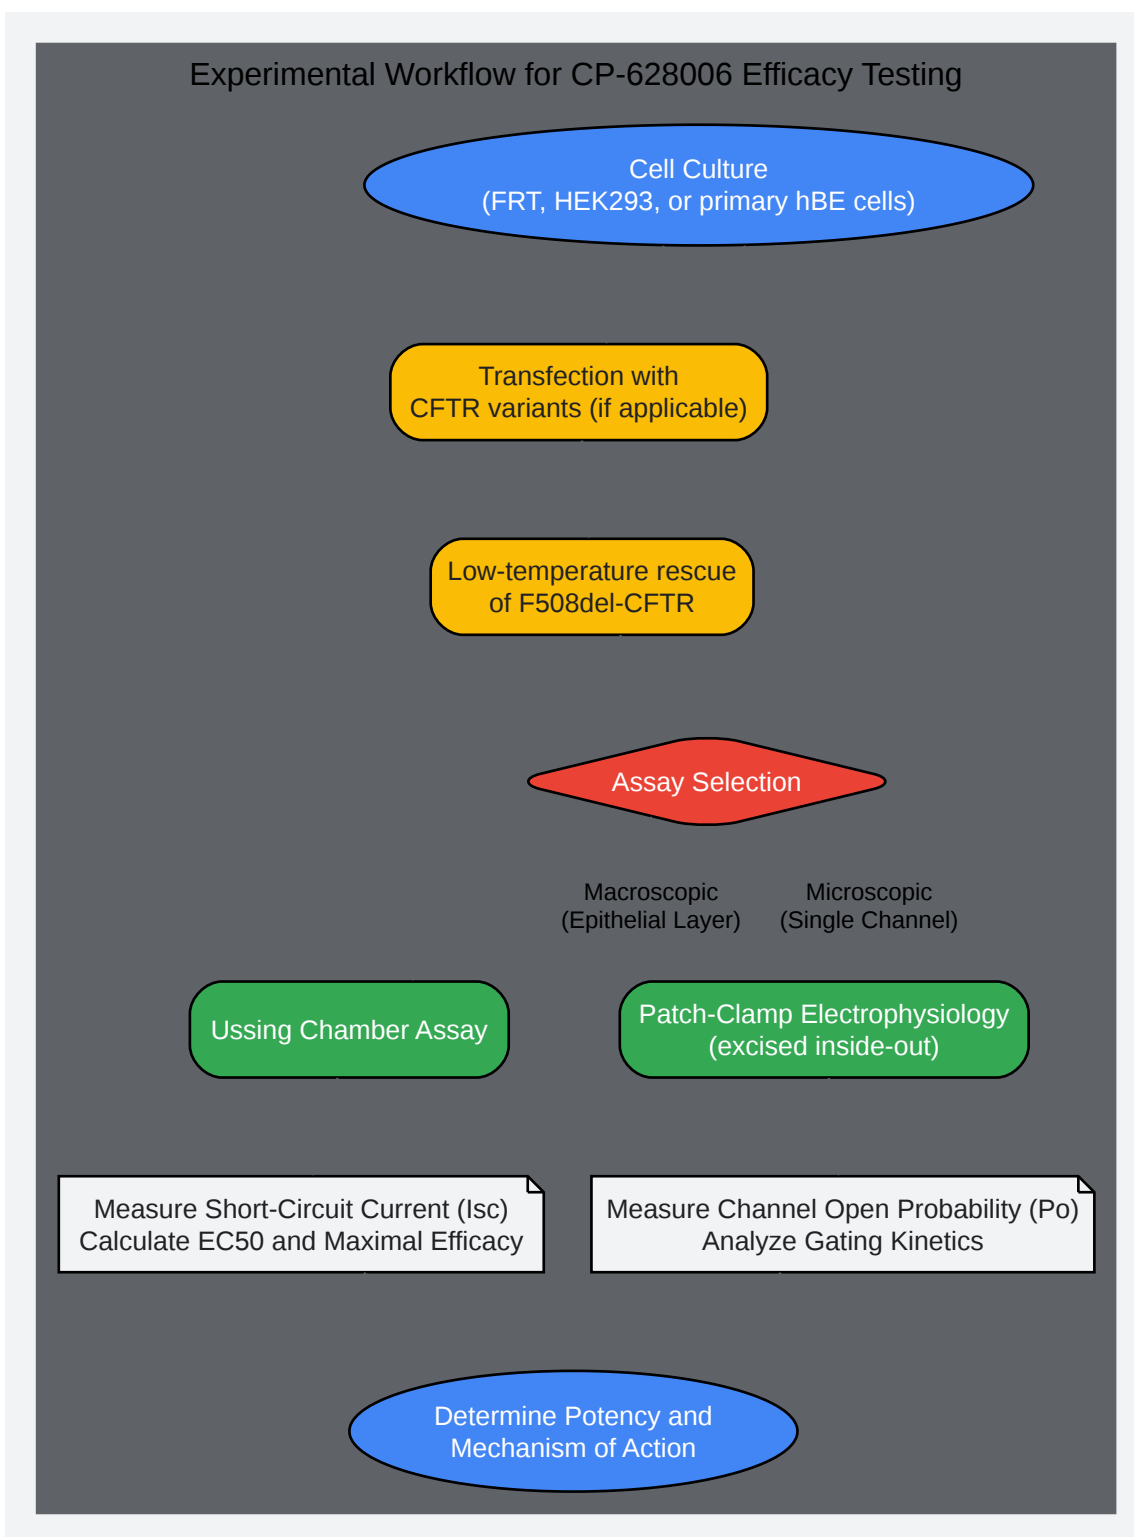 Experimental Workflow for CP-628006 Efficacy Testing
Cell Culture
(FRT, HEK293, or primary hBE cells)
Transfection with
CFTR variants (if applicable)
Low-temperature rescue
of F508del-CFTR
Assay Selection
Macroscopic
(Epithelial Layer)
Microscopic
(Single Channel)
Ussing Chamber Assay
Patch-Clamp Electrophysiology
(excised inside-out)
Measure Short-Circuit Current (Isc)
Calculate EC50 and Maximal Efficacy
Measure Channel Open Probability (Po)
Analyze Gating Kinetics
Determine Potency and
Mechanism of Action